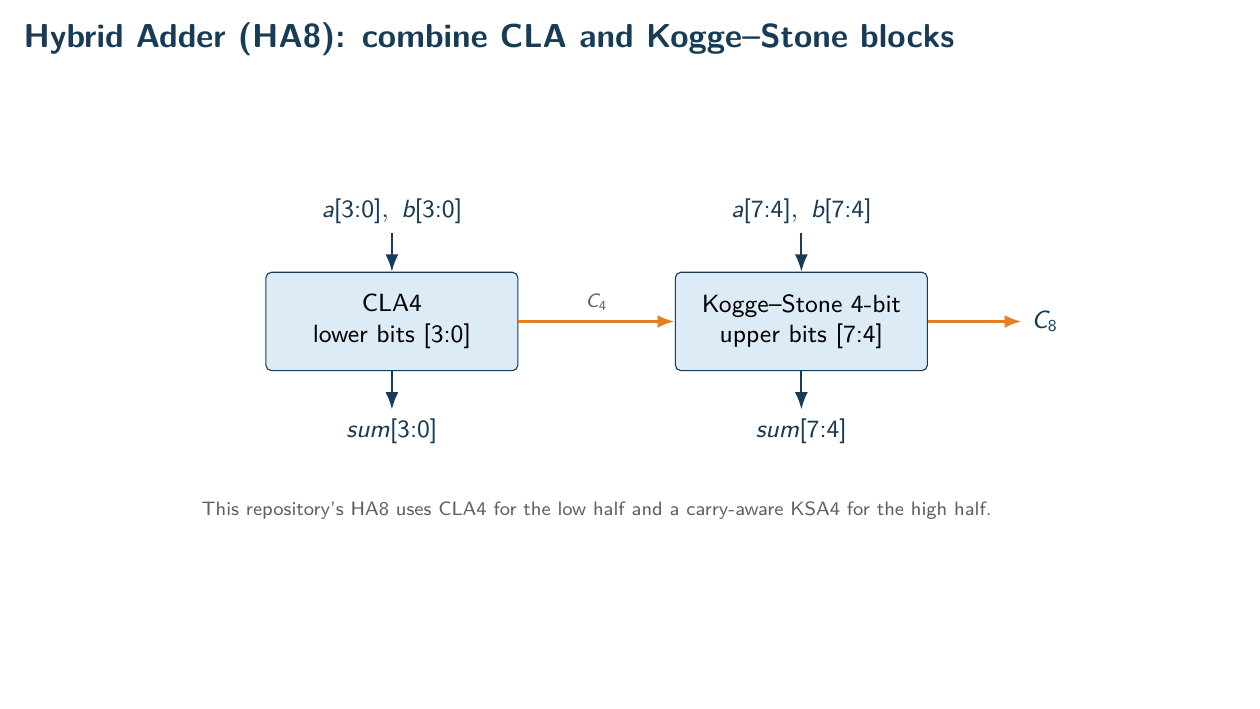 Hybrid Adder (HA8): combine CLA and Kogge–Stone blocks
a[3:0], b[3:0]
a[7:4], b[7:4]
CLA4
lower bits [3:0]
C₄
Kogge–Stone 4-bit
upper bits [7:4]
C₈
sum[3:0]
sum[7:4]
This repository's HA8 uses CLA4 for the low half and a carry-aware KSA4 for the high half.